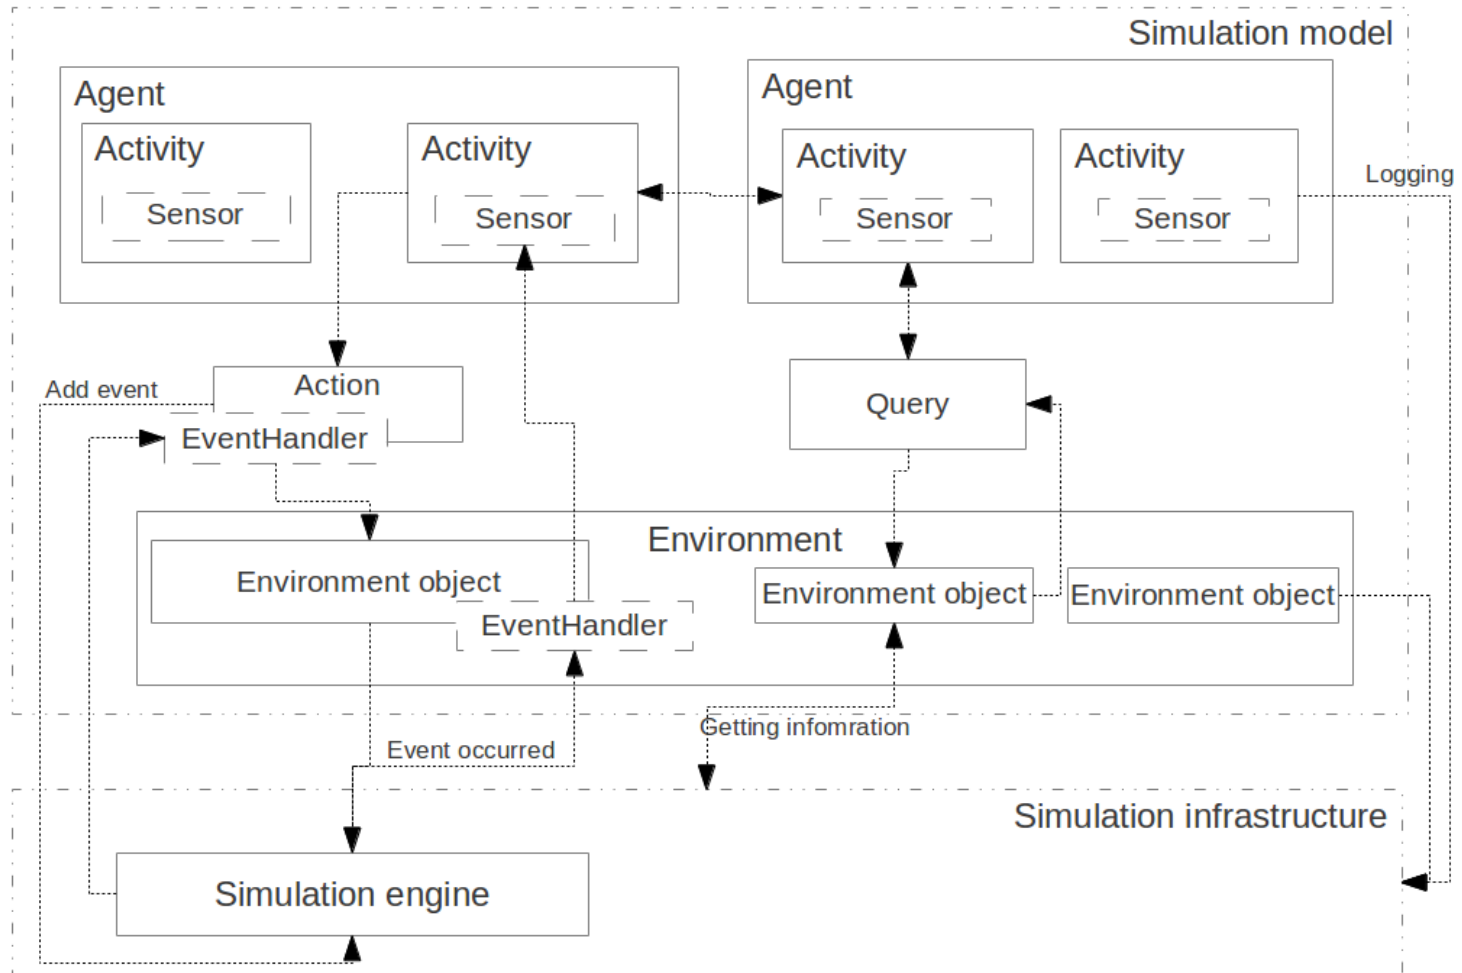 Simulation model
Agent
Agent
Activity
Activity
Activity
Activity
Logging
Sensor
Sensor
Sensor
Sensor
Action
Add event
Query
EventHandler
Environment
Environment object
Environment object
Environment object
EventHandler
Getting infomration
Event occurred
Simulation infrastructure
Simulation engine